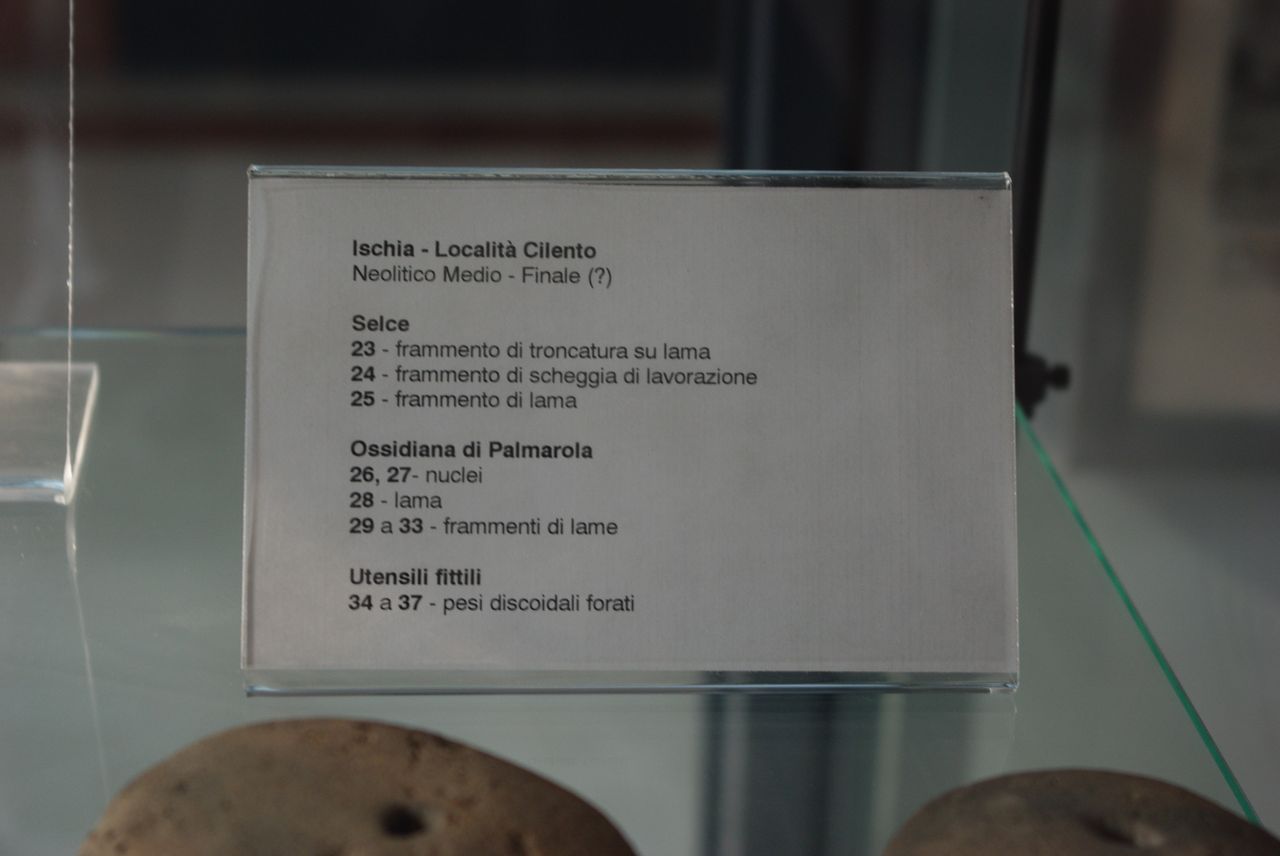 Ischia - Località Cilento
Neolitico Medio - Finale (?)
Selce
23 - frammento di troncatura su lama
24 - frammento di scheggia di lavorazione
25 - frammento di lama
Ossidiana di Palmarola
26, 27- nuclei
28 - lama
29 a 33 - frammenti di lame
Utensili fittili
34 a 37 - pesi discoidali forati